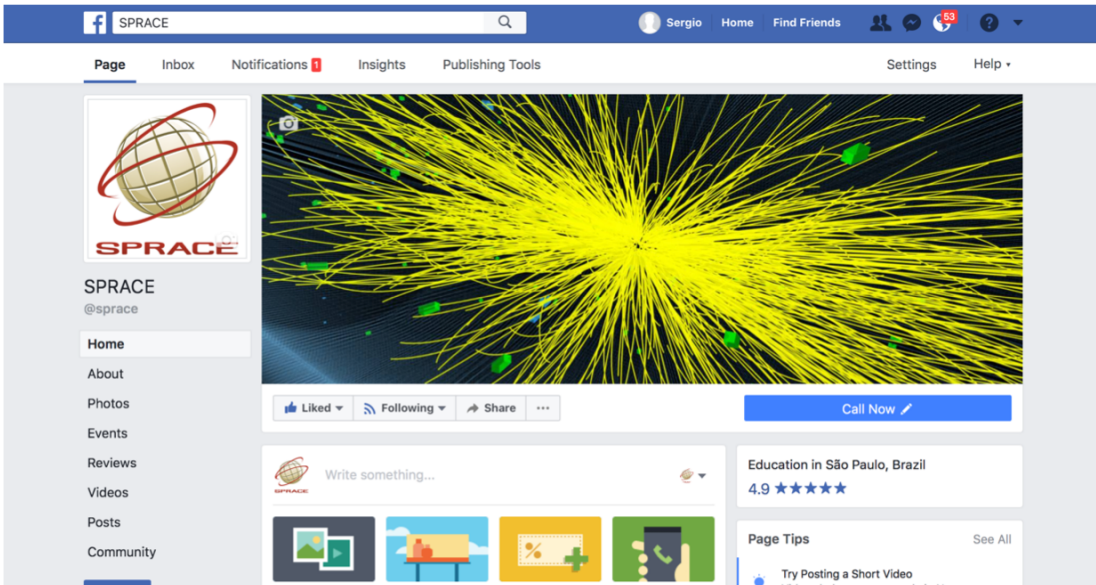 SPRACE
Sergio Home Find Friends 53
Page Inbox Notifications 1 Insights Publishing Tools Settings Help
SPRACE
SPRACE
@sprace
Home
About
Photos
Events
Reviews
Videos
Posts
Community
Liked Following Share ... Call Now
SPRACE
Write something...
Education in São Paulo, Brazil
4.9
Page Tips See All
Try Posting a Short Video